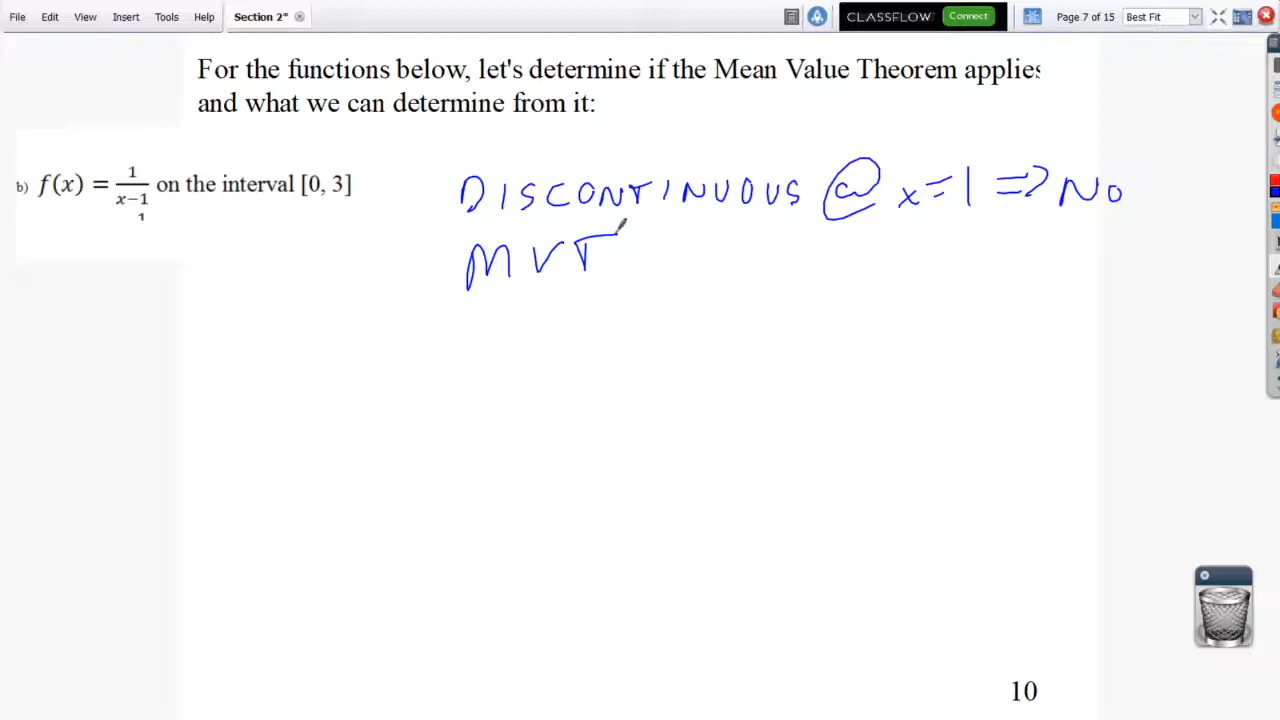 File Edit View Insert Tools Help Section 2* CLASSFLOW Connect Page 7 of 15 Best Fit
For the functions below, let's determine if the Mean Value Theorem applies
and what we can determine from it:
b) f(x) = 1/(x−1) on the interval [0, 3]
1
DISCONTINUOUS @ x=1 => NO
MVT
10